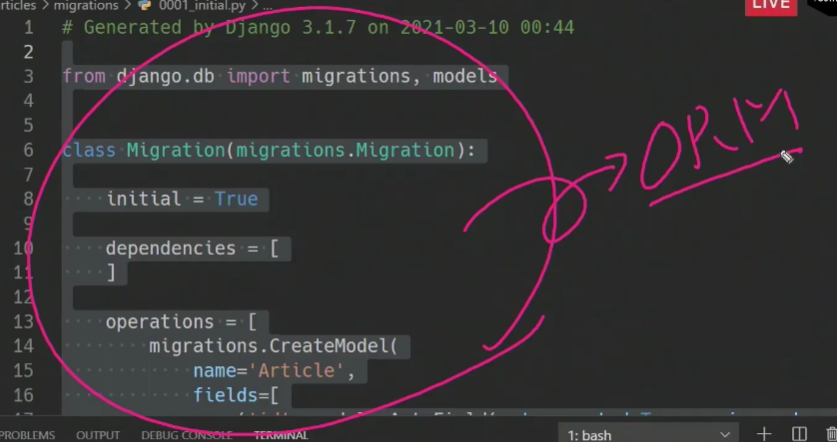 rticles > migrations > 0001_initial.py > ...
LIVE
1 # Generated by Django 3.1.7 on 2021-03-10 00:44
2
3 from django.db import migrations, models
4
5
6 class Migration(migrations.Migration):
7
8 initial = True
9
10 dependencies = [
11 ]
12
13 operations = [
14 migrations.CreateModel(
15 name='Article',
16 fields=[
ORM
PROBLEMS OUTPUT DEBUG CONSOLE TERMINAL 1: bash